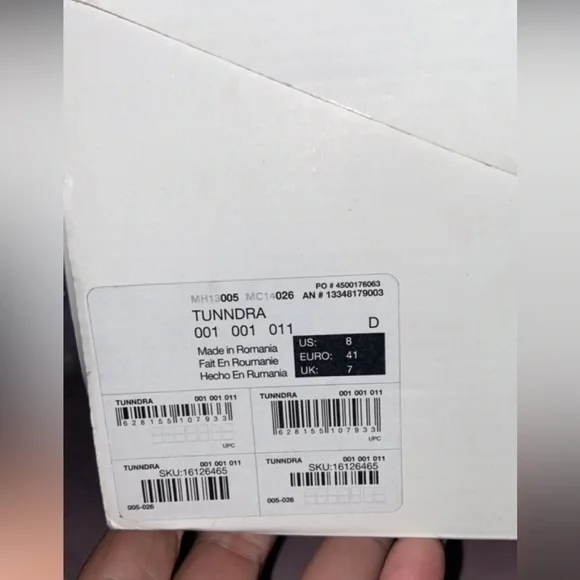 PO # 4500176063
MH13005 MC14026 AN # 13348179003
TUNNDRA
001 001 011 D
Made in Romania
Fait En Roumanie
Hecho En Rumania
US: 8
EURO: 41
UK: 7
TUNNDRA 001 001 011
628155107933
UPC
TUNNDRA 001 001 011
628155107933
UPC
TUNNDRA 001 001 011
SKU:16126465
005-026
TUNNDRA 001 001 011
SKU:16126465
005-026